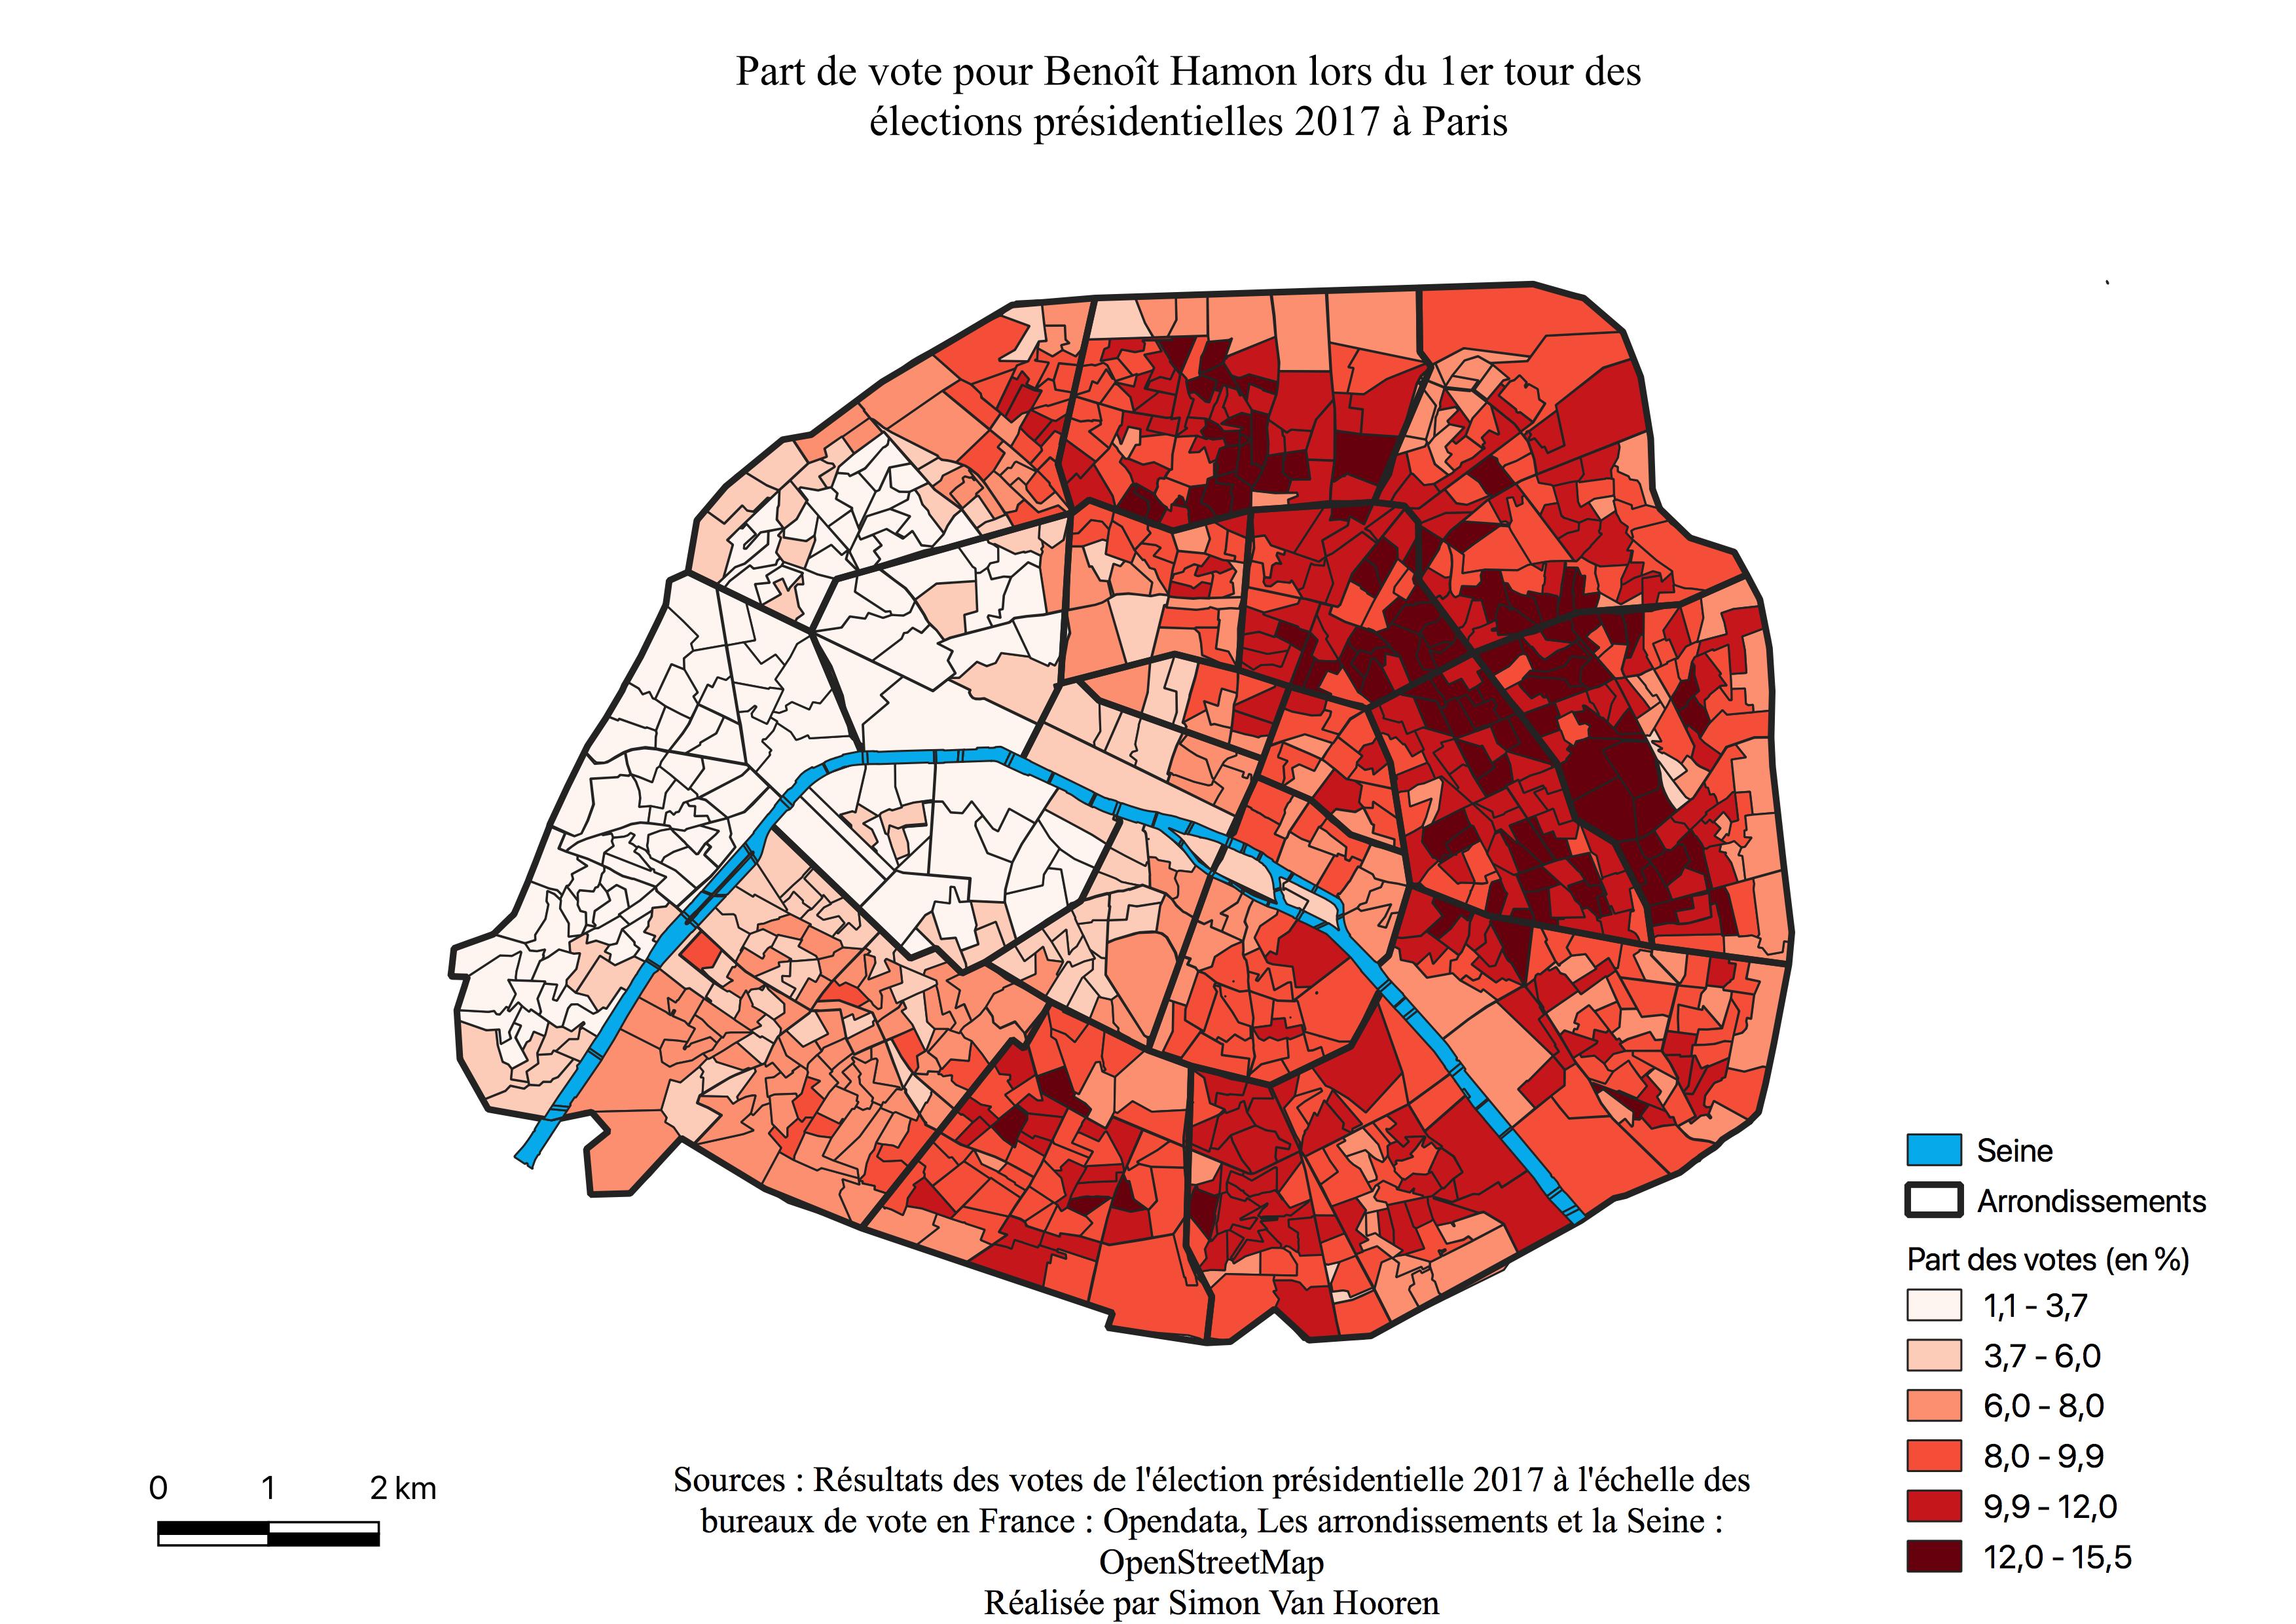 Part de vote pour Benoît Hamon lors du 1er tour des
élections présidentielles 2017 à Paris
Seine
Arrondissements
Part des votes (en %)
1,1 - 3,7
3,7 - 6,0
6,0 - 8,0
8,0 - 9,9
9,9 - 12,0
12,0 - 15,5
0 1 2 km
Sources : Résultats des votes de l'élection présidentielle 2017 à l'échelle des
bureaux de vote en France : Opendata, Les arrondissements et la Seine :
OpenStreetMap
Réalisée par Simon Van Hooren